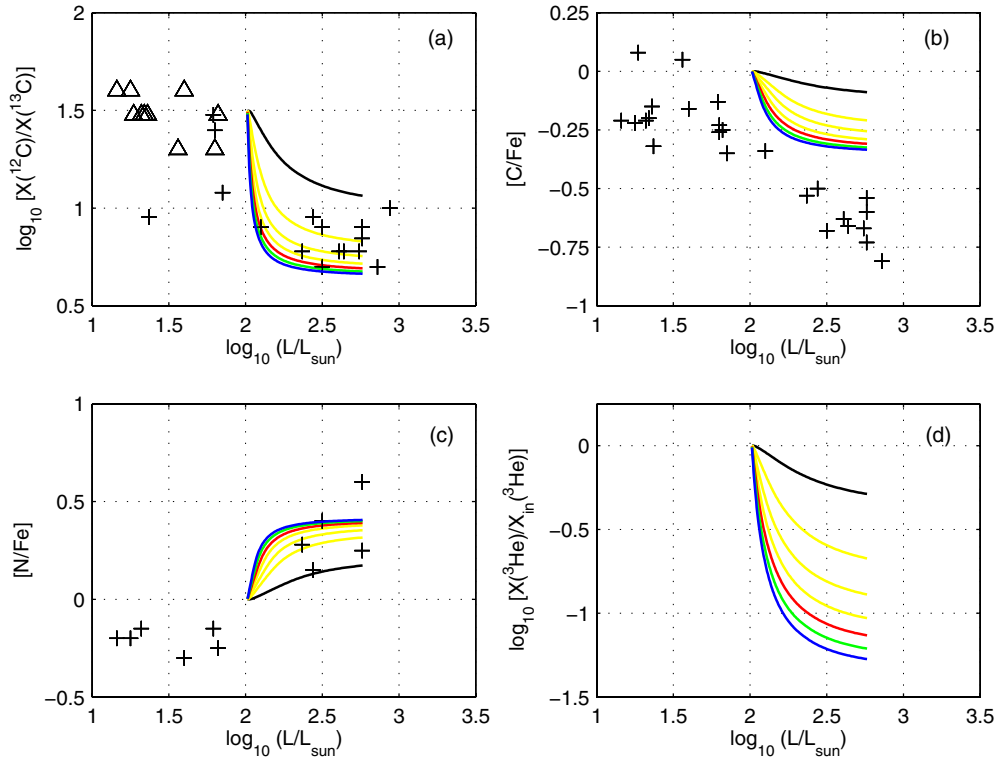 2
1.5
1
0.5
log10 [X(12C)/X(13C)]
(a)
1 1.5 2 2.5 3 3.5
log10 (L/Lsun)
0.25
0
−0.25
−0.5
−0.75
−1
[C/Fe]
(b)
1 1.5 2 2.5 3 3.5
log10 (L/Lsun)
1
0.5
0
−0.5
[N/Fe]
(c)
1 1.5 2 2.5 3 3.5
log10 (L/Lsun)
0
−0.5
−1
−1.5
log10 [X(3He)/Xin(3He)]
(d)
1 1.5 2 2.5 3 3.5
log10 (L/Lsun)